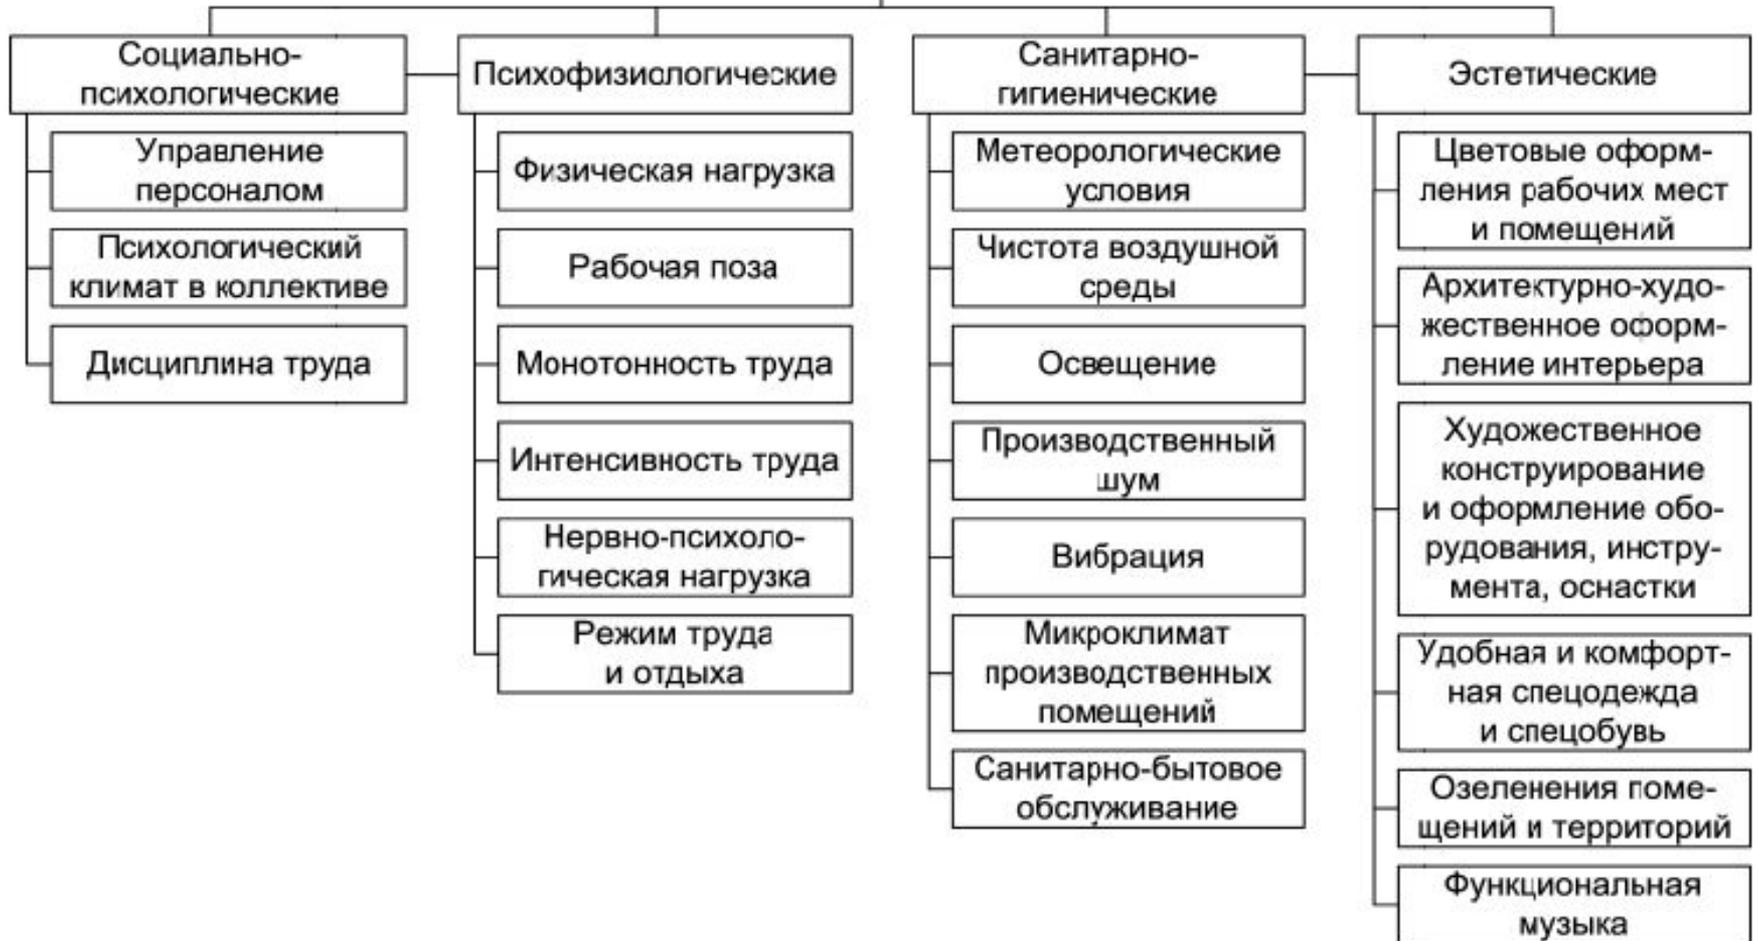 Социально-
психологические
Управление
персоналом
Психологический
климат в коллективе
Дисциплина труда
Психофизиологические
Физическая нагрузка
Рабочая поза
Монотонность труда
Интенсивность труда
Нервно-психоло-
гическая нагрузка
Режим труда
и отдыха
Санитарно-
гигиенические
Метеорологические
условия
Чистота воздушной
среды
Освещение
Производственный
шум
Вибрация
Микроклимат
производственных
помещений
Санитарно-бытовое
обслуживание
Эстетические
Цветовые оформ-
ления рабочих мест
и помещений
Архитектурно-худо-
жественное оформ-
ление интерьера
Художественное
конструирование
и оформление обо-
рудования, инстру-
мента, оснастки
Удобная и комфорт-
ная спецодежда
и спецобувь
Озеленения поме-
щений и территорий
Функциональная
музыка